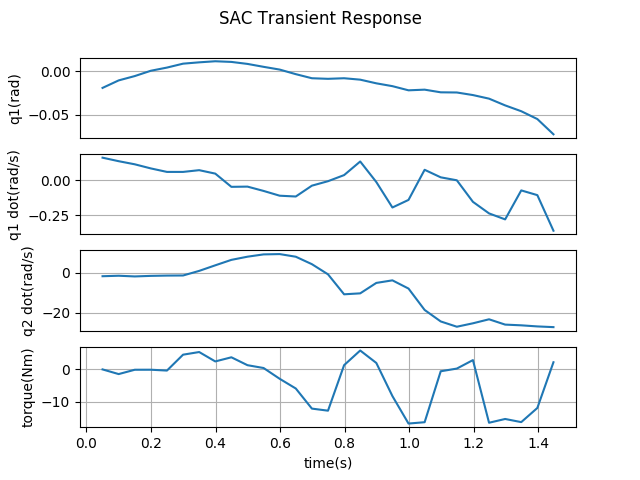 SAC Transient Response
q1(rad)
0.00
−0.05
q1 dot(rad/s)
0.00
−0.25
q2 dot(rad/s)
0
−20
torque(Nm)
0
−10
0.0 0.2 0.4 0.6 0.8 1.0 1.2 1.4
time(s)